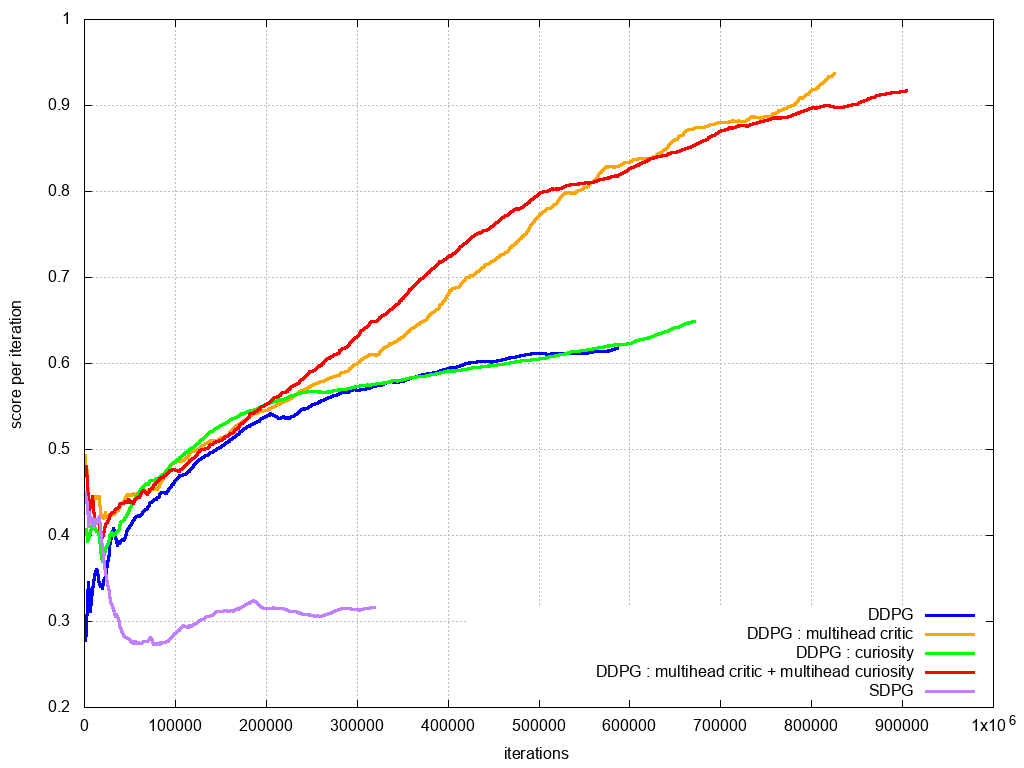 1
0.9
0.8
0.7
0.6
0.5
0.4
0.3
0.2
score per iteration
DDPG
DDPG : multihead critic
DDPG : curiosity
DDPG : multihead critic + multihead curiosity
SDPG
0 100000 200000 300000 400000 500000 600000 700000 800000 900000 1x10^6
iterations